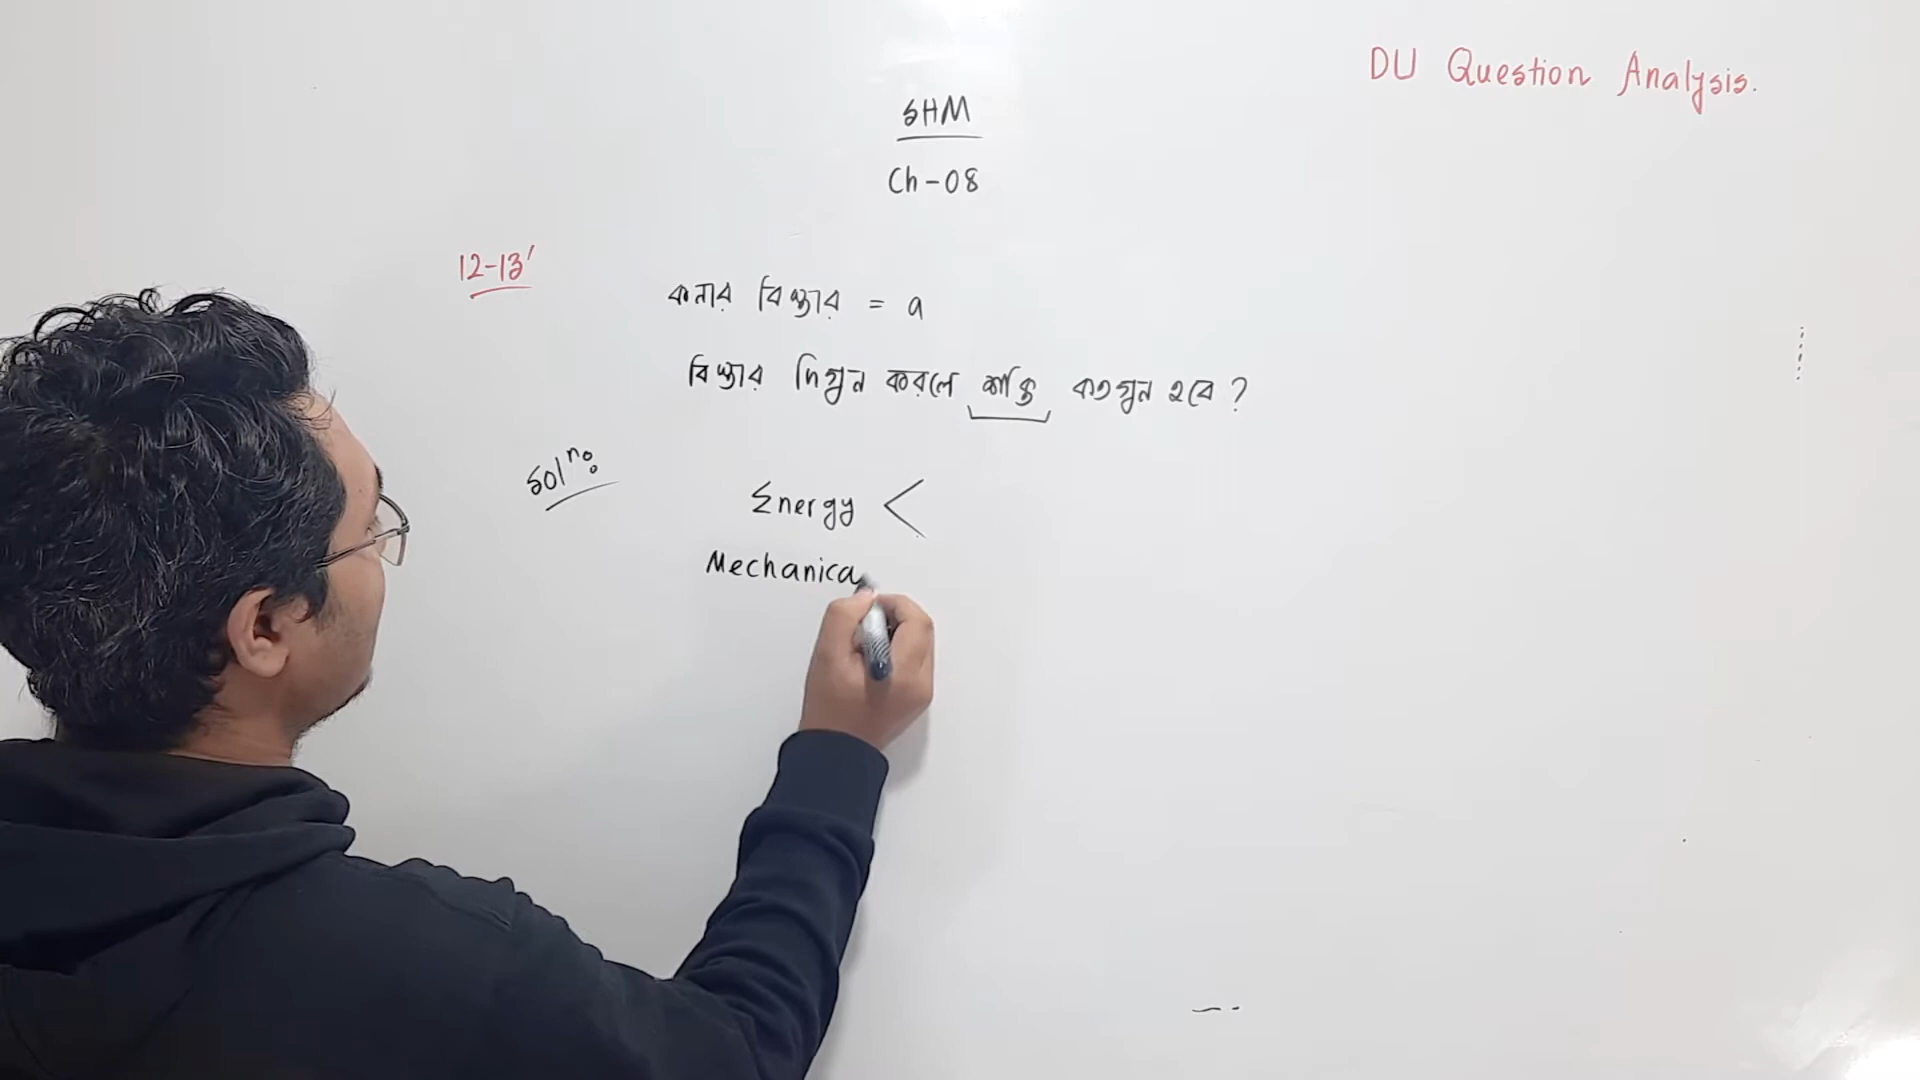 DU Question Analysis.
SHM
Ch-08
12-13'
কনার বিস্তার = a
বিস্তার দিগুন করলে শক্তি কতগুন হবে ?
Solⁿ:
Energy <
Mechanica